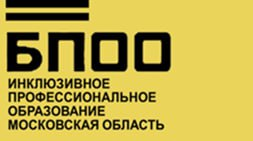 БПОО
ИНКЛЮЗИВНОЕ
ПРОФЕССИОНАЛЬНОЕ
ОБРАЗОВАНИЕ
МОСКОВСКАЯ ОБЛАСТЬ